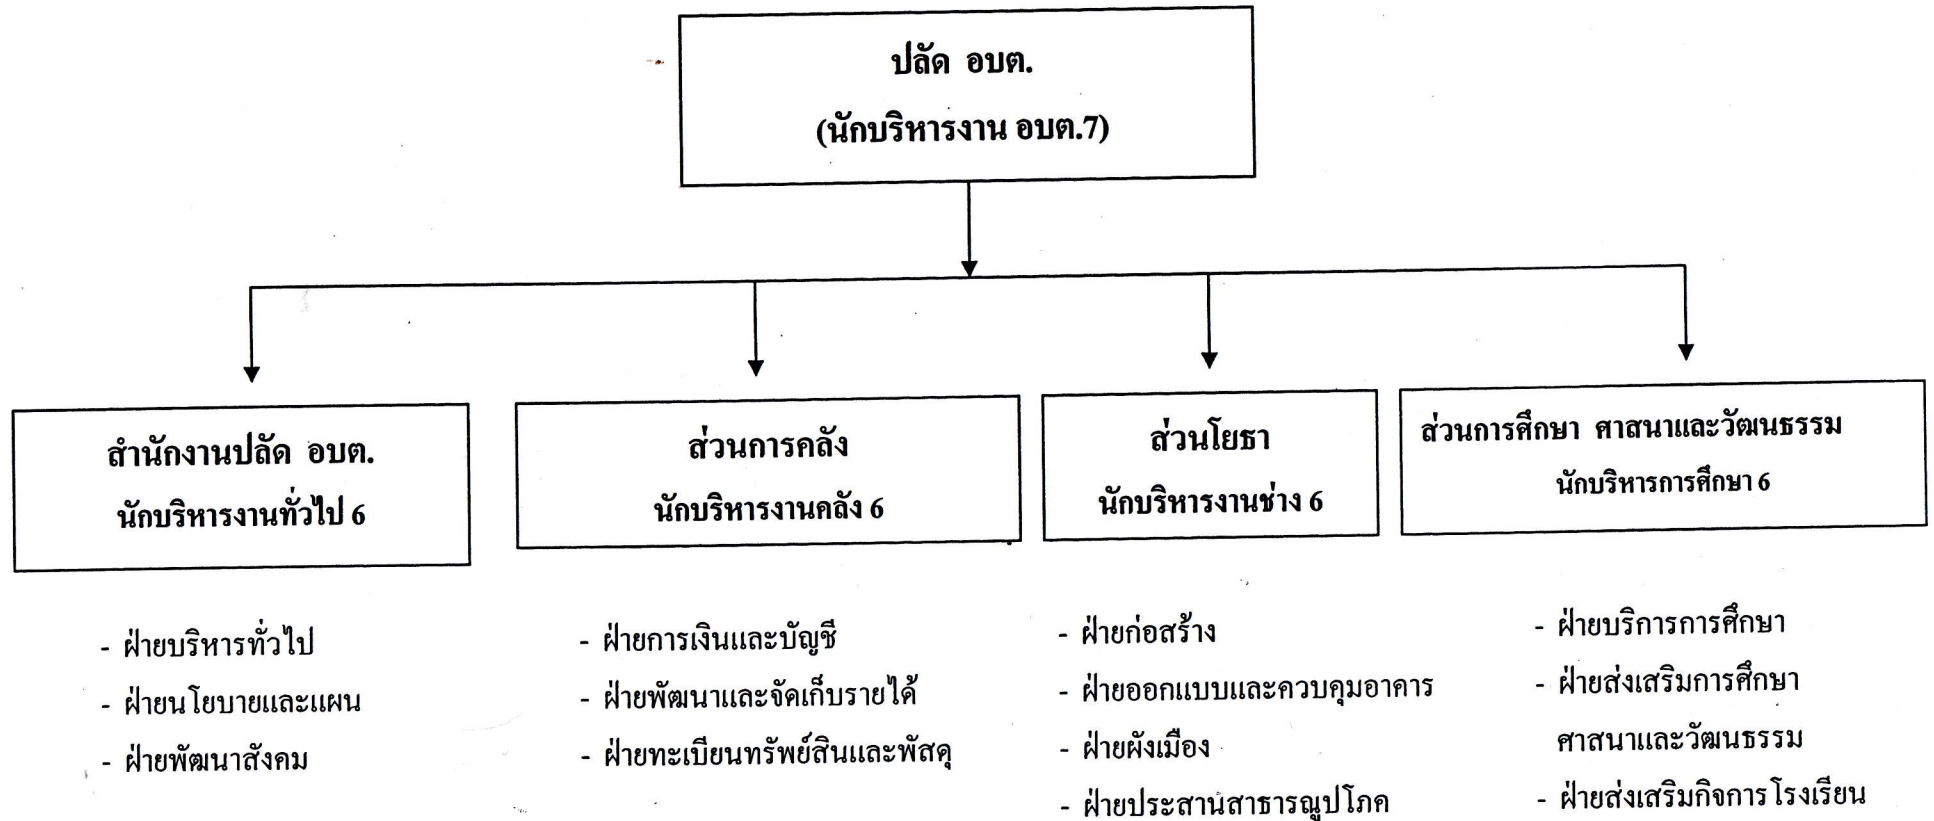 ปลัด อบต.
(นักบริหารงาน อบต.7)
สำนักงานปลัด อบต.
นักบริหารงานทั่วไป 6
ส่วนการคลัง
นักบริหารงานคลัง 6
ส่วนโยธา
นักบริหารงานช่าง 6
ส่วนการศึกษา ศาสนาและวัฒนธรรม
นักบริหารการศึกษา 6
- ฝ่ายบริหารทั่วไป
- ฝ่ายนโยบายและแผน
- ฝ่ายพัฒนาสังคม
- ฝ่ายการเงินและบัญชี
- ฝ่ายพัฒนาและจัดเก็บรายได้
- ฝ่ายทะเบียนทรัพย์สินและพัสดุ
- ฝ่ายก่อสร้าง
- ฝ่ายออกแบบและควบคุมอาคาร
- ฝ่ายผังเมือง
- ฝ่ายประสานสาธารณูปโภค
- ฝ่ายบริการการศึกษา
- ฝ่ายส่งเสริมการศึกษา
ศาสนาและวัฒนธรรม
- ฝ่ายส่งเสริมกิจการโรงเรียน